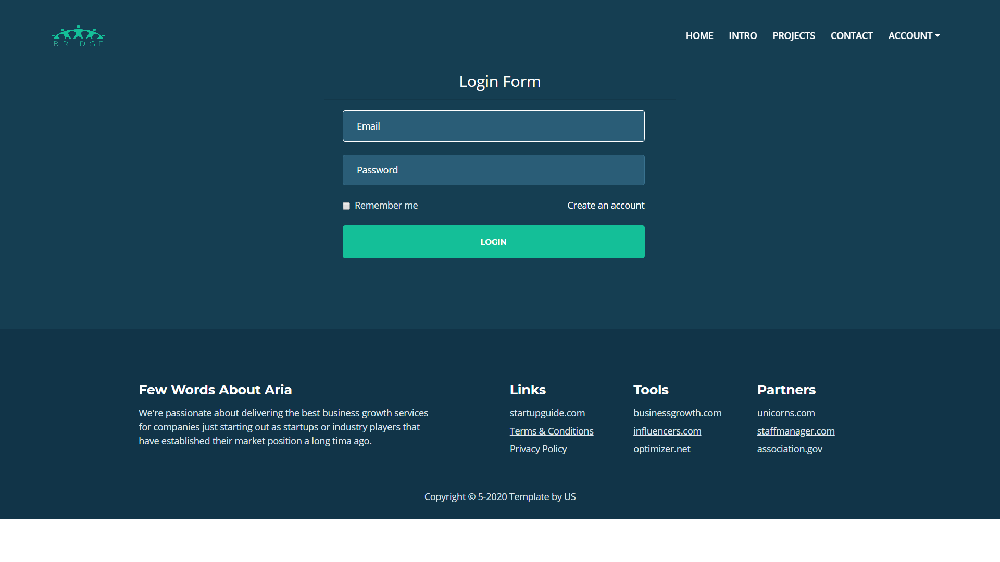 BRIDGE
HOME INTRO PROJECTS CONTACT ACCOUNT
Login Form
Email
Password
Remember me Create an account
LOGIN
Few Words About Aria
We're passionate about delivering the best business growth services
for companies just starting out as startups or industry players that
have established their market position a long tima ago.
Links
startupguide.com
Terms & Conditions
Privacy Policy
Tools
businessgrowth.com
influencers.com
optimizer.net
Partners
unicorns.com
staffmanager.com
association.gov
Copyright © 5-2020 Template by US